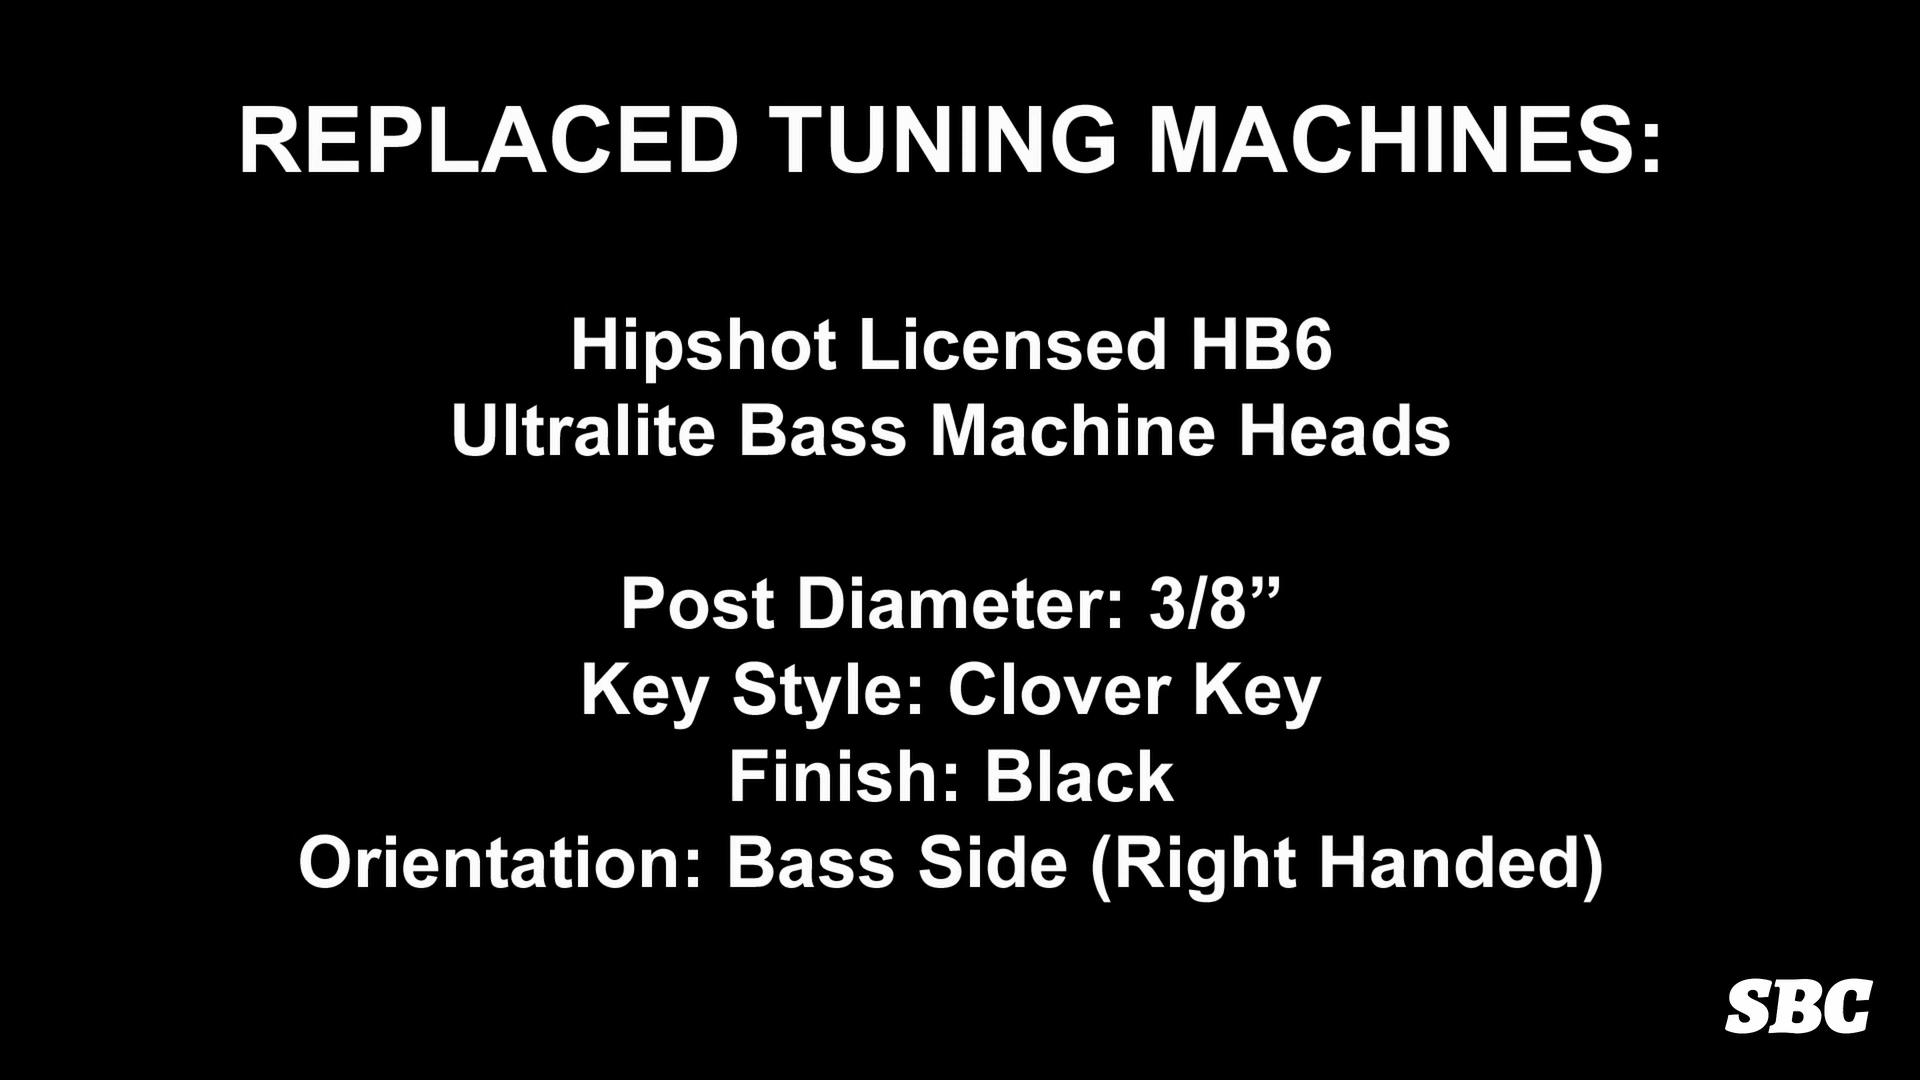 REPLACED TUNING MACHINES:
Hipshot Licensed HB6
Ultralite Bass Machine Heads
Post Diameter: 3/8”
Key Style: Clover Key
Finish: Black
Orientation: Bass Side (Right Handed)
SBC